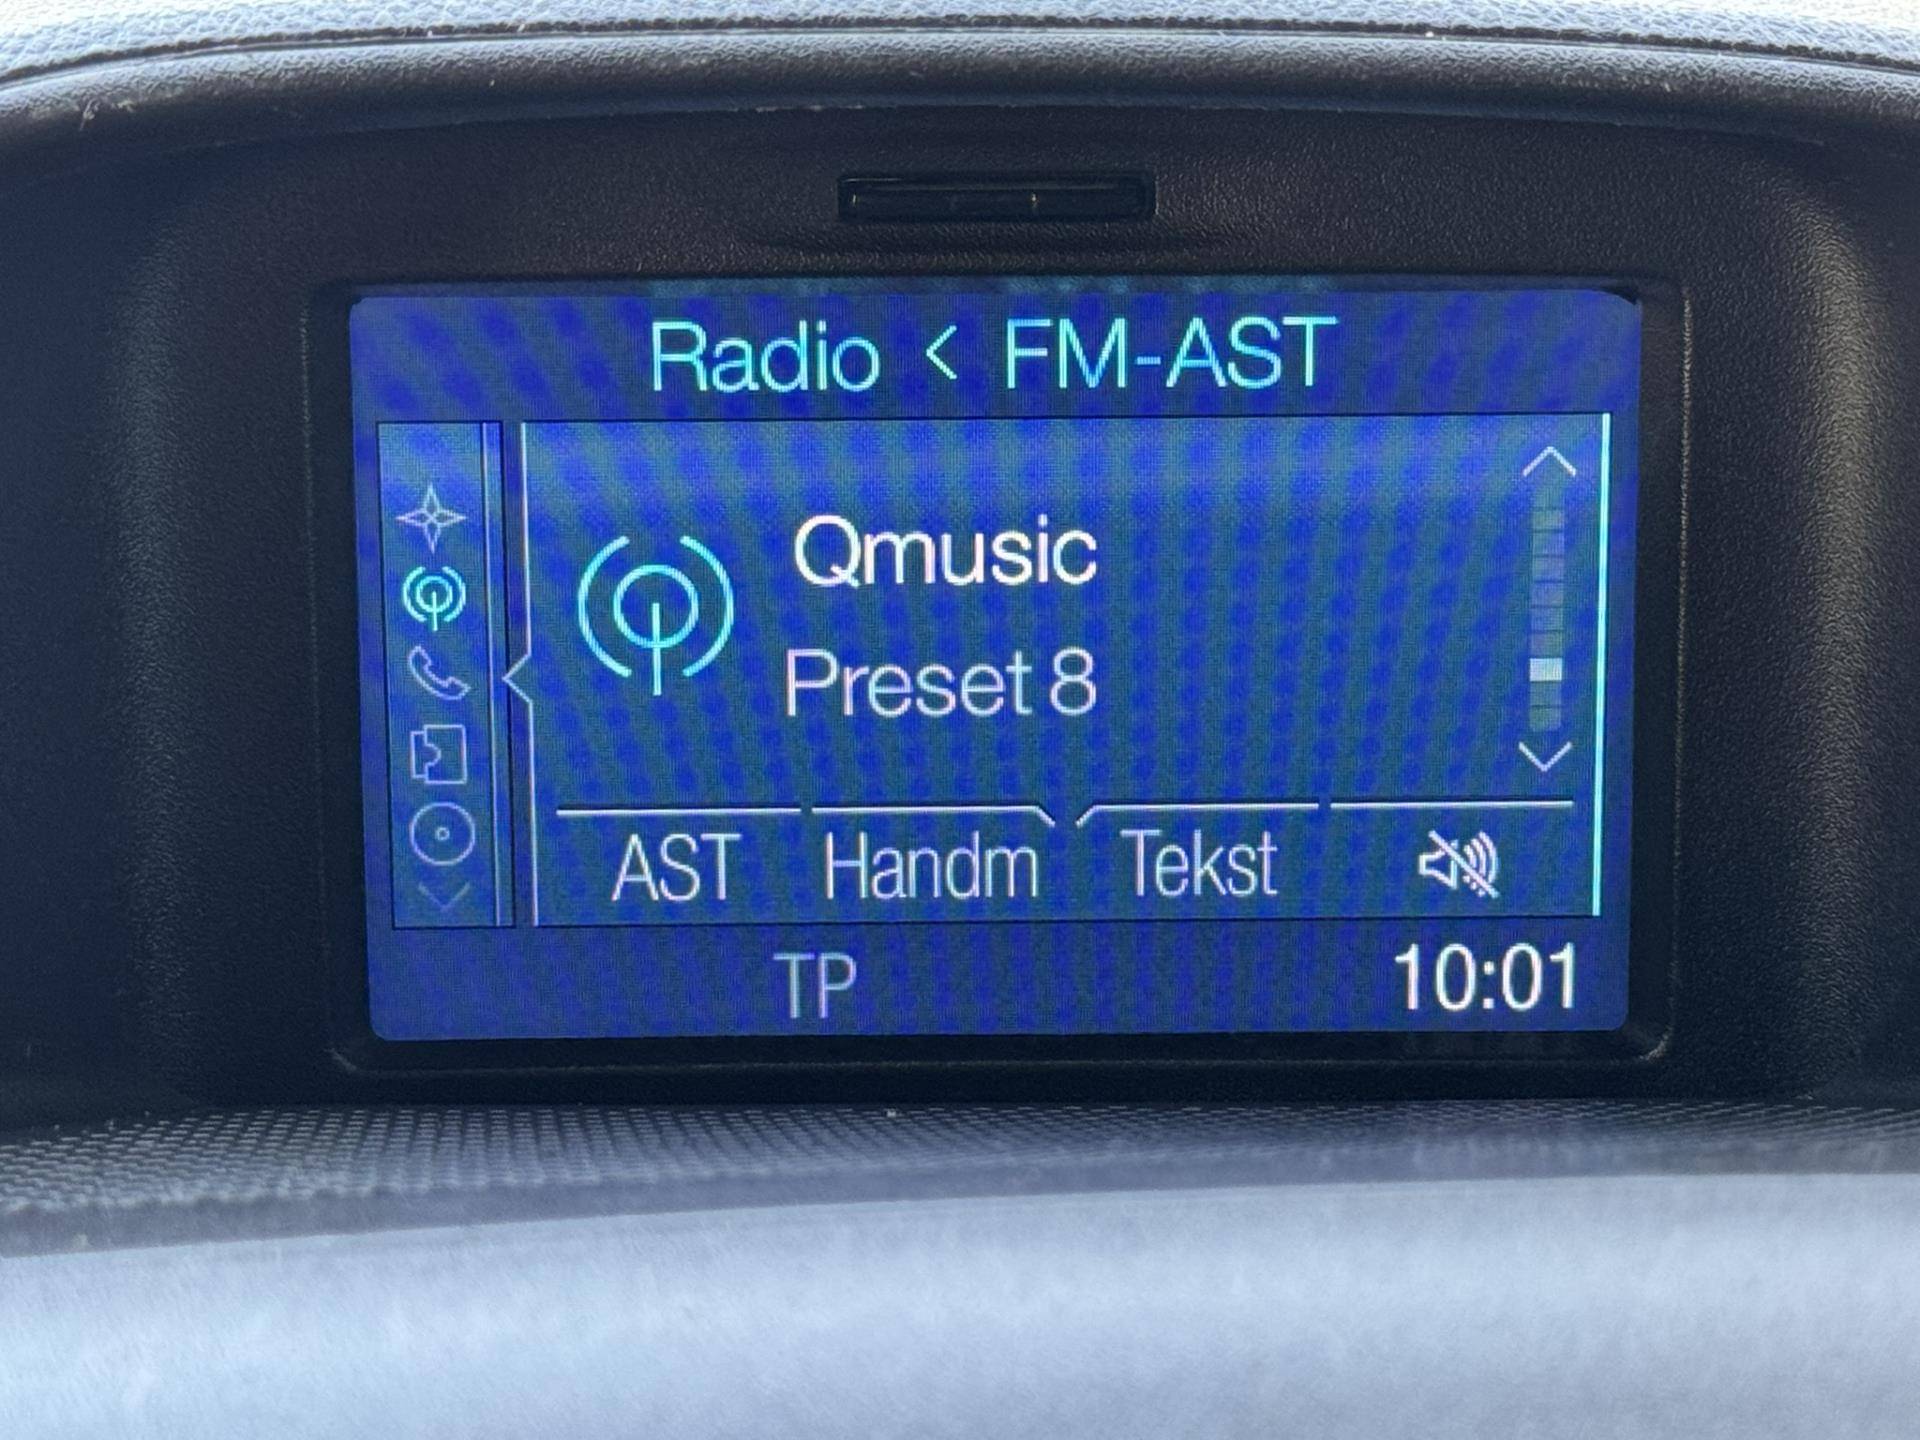 Radio < FM-AST
Qmusic
Preset 8
AST Handm Tekst
TP 10:01